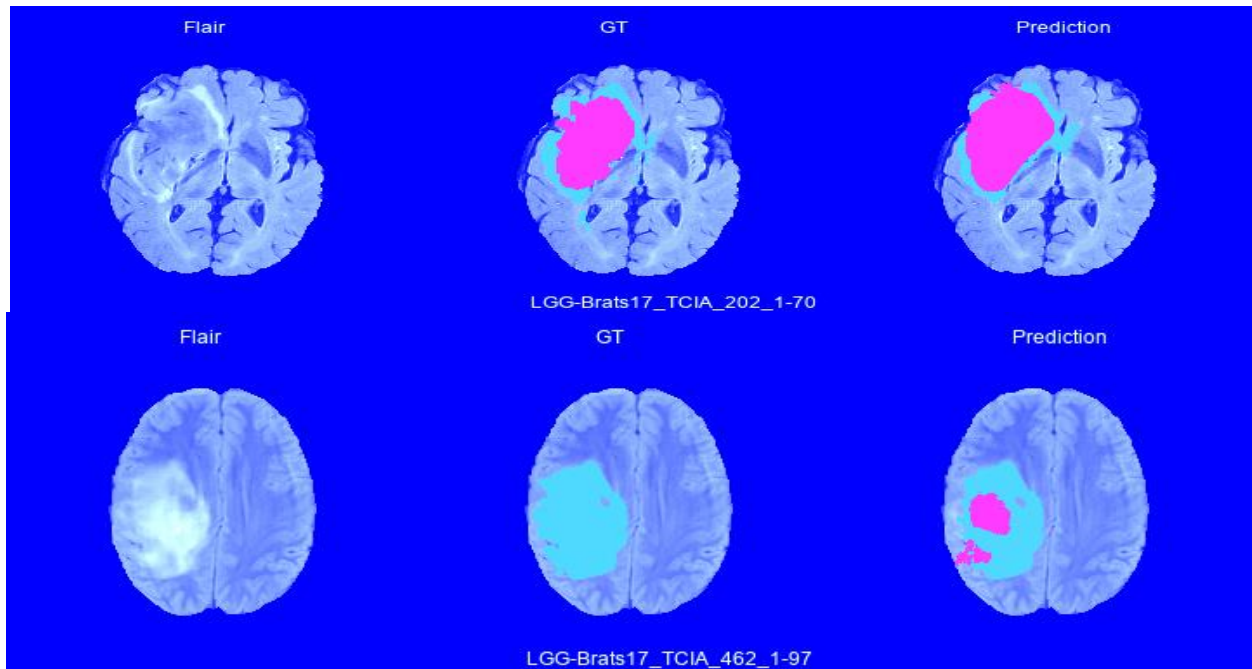 Flair GT Prediction
LGG-Brats17_TCIA_202_1-70
Flair GT Prediction
LGG-Brats17_TCIA_462_1-97